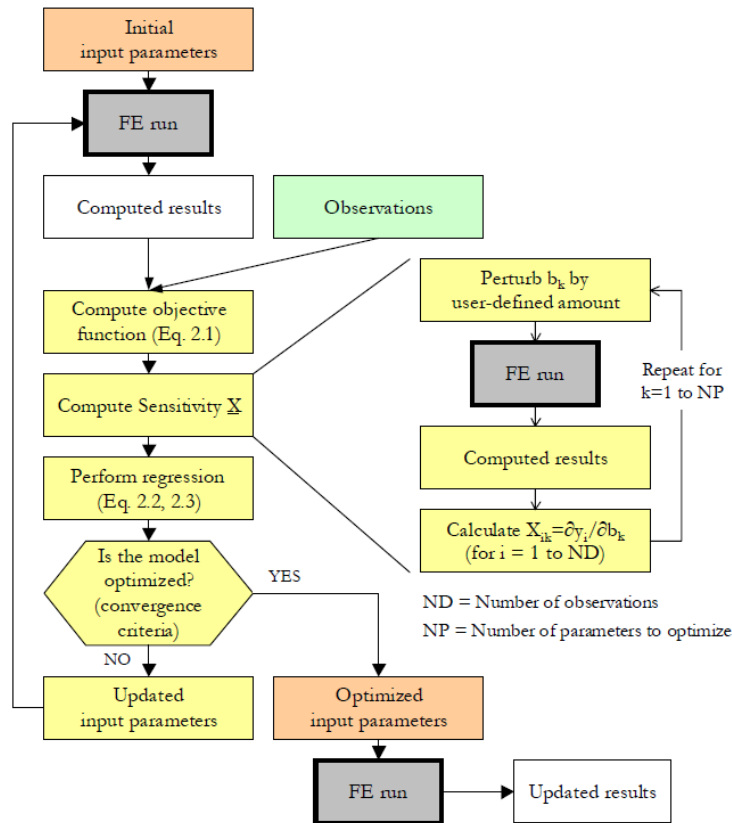 Initial
input parameters
FE run
Computed results
Observations
Compute objective
function (Eq. 2.1)
Compute Sensitivity X
Perform regression
(Eq. 2.2, 2.3)
Is the model
optimized?
(convergence
criteria)
YES
NO
Updated
input parameters
Optimized
input parameters
FE run
Updated results
Perturb bk by
user-defined amount
FE run
Computed results
Calculate Xik=∂yi/∂bk
(for i = 1 to ND)
Repeat for
k=1 to NP
ND = Number of observations
NP = Number of parameters to optimize